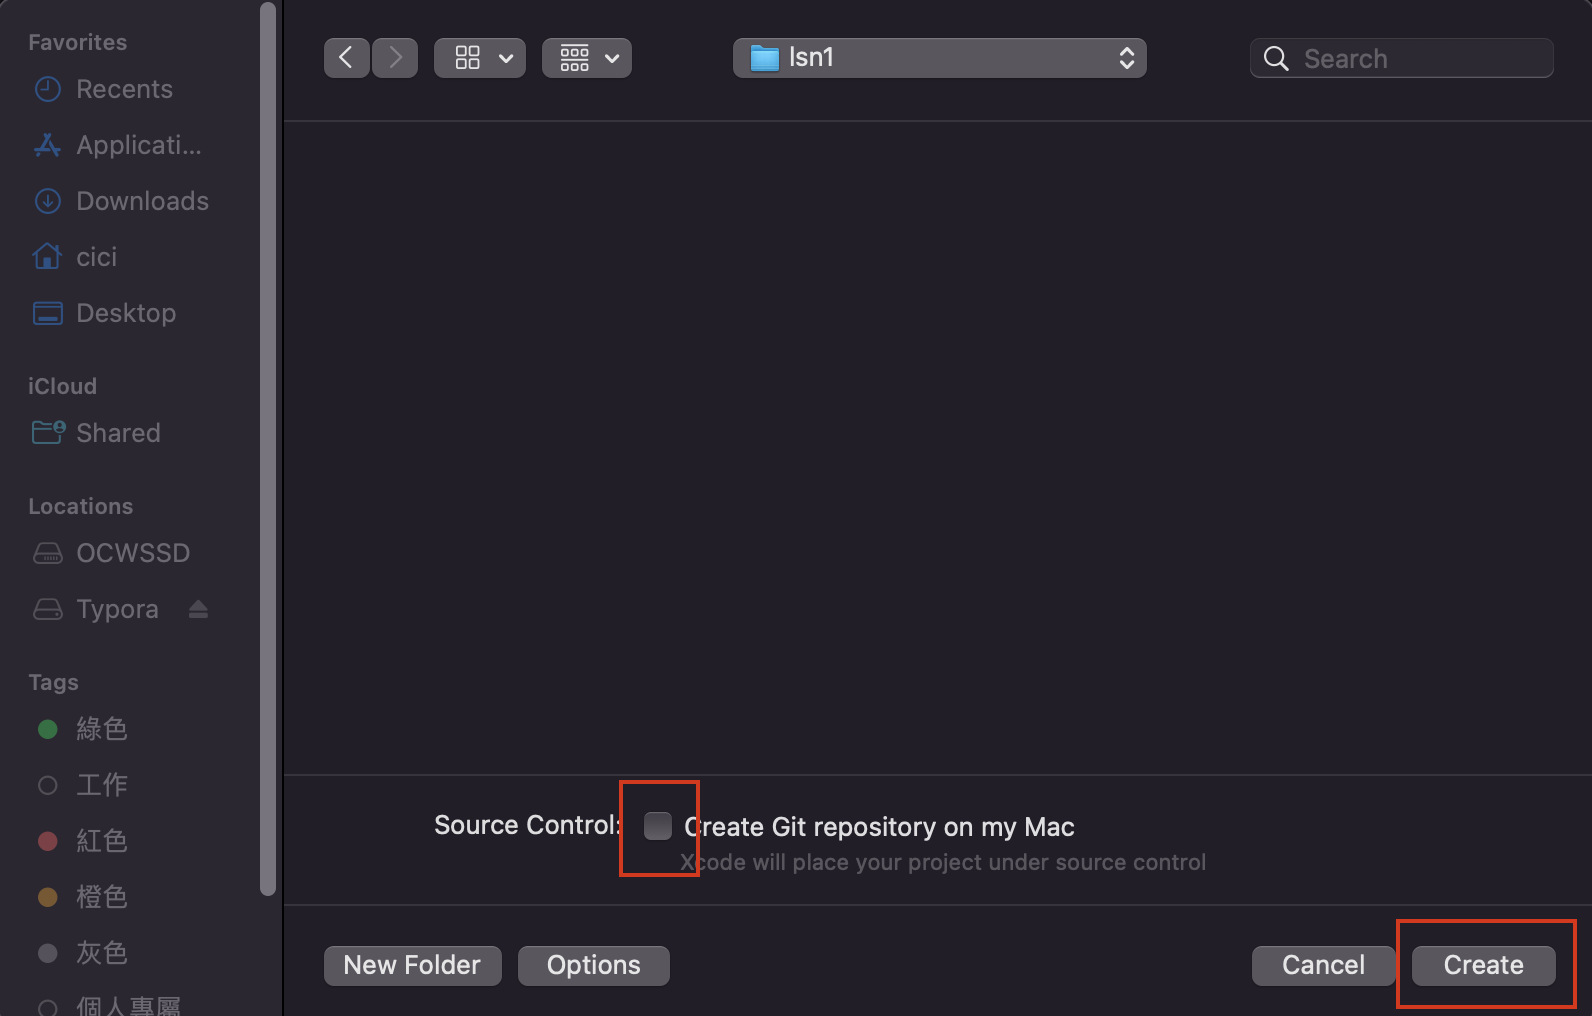 Favorites
Recents
Applicati...
Downloads
cici
Desktop
iCloud
Shared
Locations
OCWSSD
Typora
Tags
綠色
工作
紅色
橙色
灰色
個人專屬
lsn1
Search
Source Control:
Create Git repository on my Mac
Xcode will place your project under source control
New Folder
Options
Cancel
Create